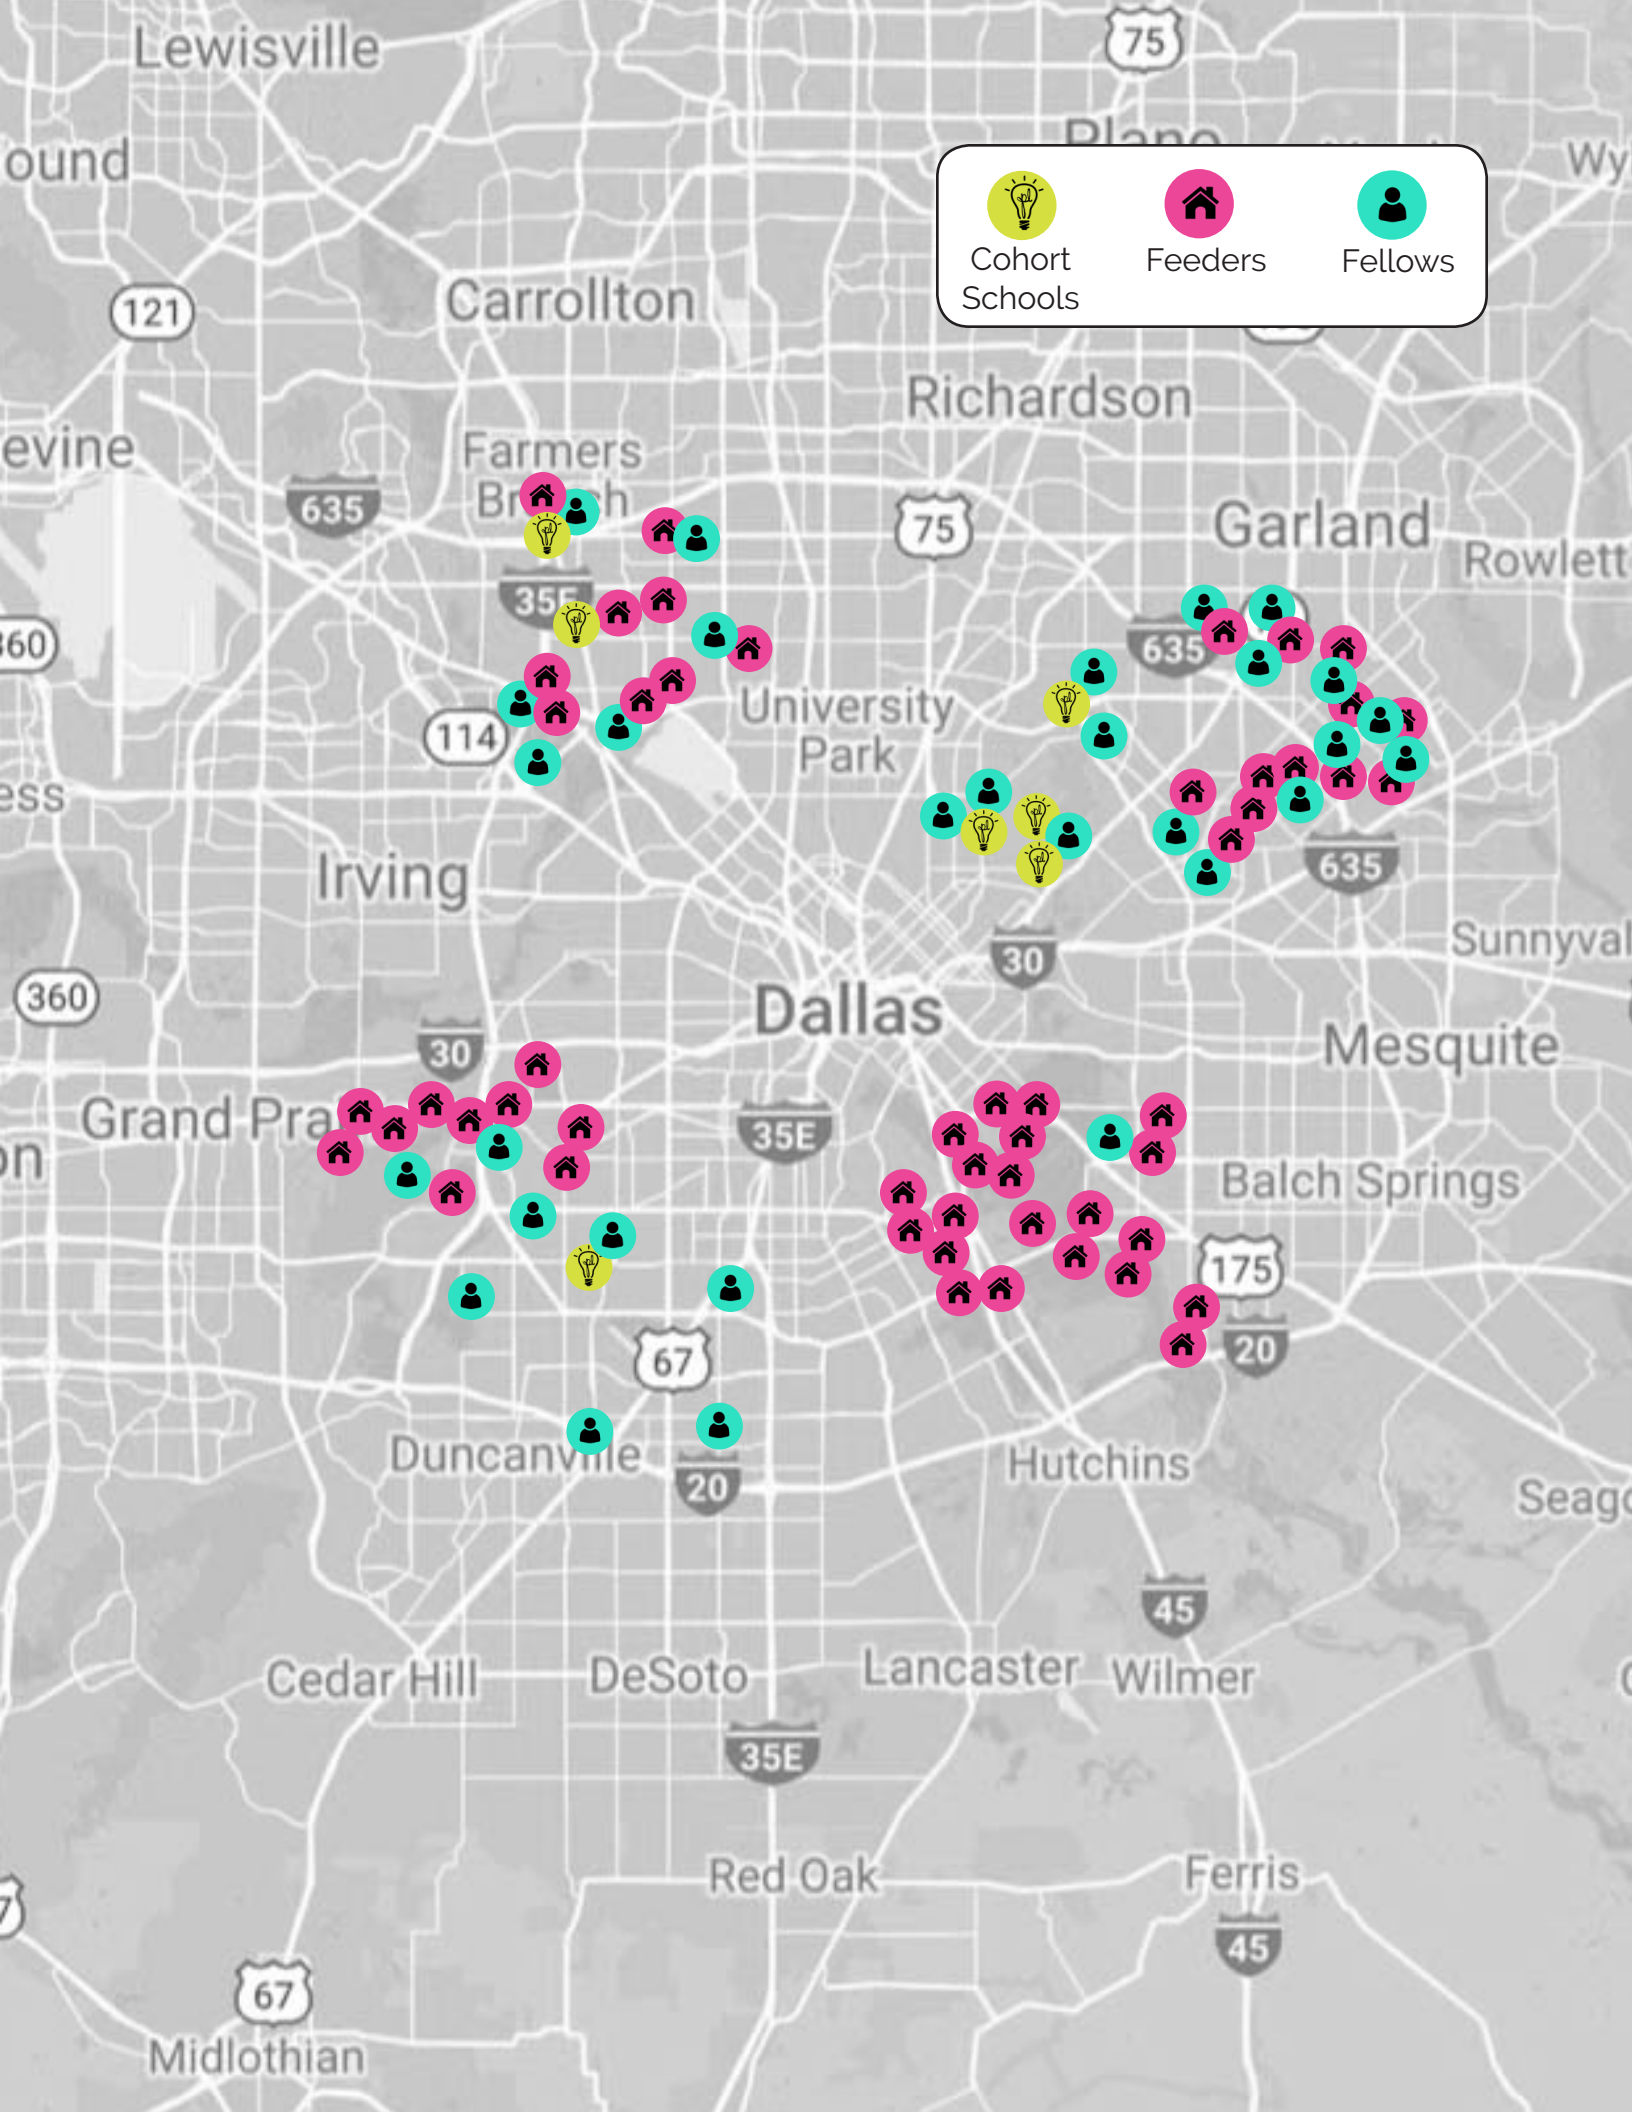 Lewisville
75
Plano
ound
Cohort
Schools
Feeders
Fellows
121
Carrollton
Richardson
evine
Farmers
635
75
Garland
Rowlett
35E
360
635
University
Park
114
ess
Irving
635
Sunnyval
30
360
Dallas
Mesquite
30
Grand Pra
35E
on
Balch Springs
175
67
20
Duncanville
20
Hutchins
Seago
45
Cedar Hill
DeSoto
Lancaster
Wilmer
35E
Red Oak
Ferris
45
67
Midlothian